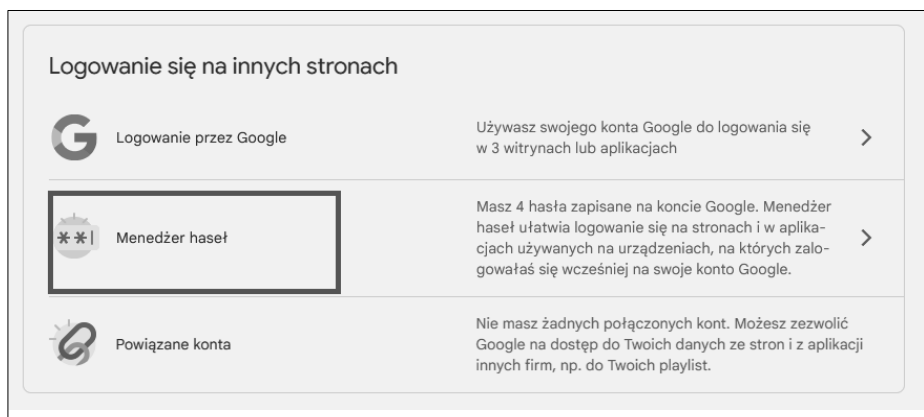 Logowanie się na innych stronach
Logowanie przez Google
Używasz swojego konta Google do logowania się
w 3 witrynach lub aplikacjach
Menedżer haseł
Masz 4 hasła zapisane na koncie Google. Menedżer
haseł ułatwia logowanie się na stronach i w aplika-
cjach używanych na urządzeniach, na których zalo-
gowałaś się wcześniej na swoje konto Google.
Powiązane konta
Nie masz żadnych połączonych kont. Możesz zezwolić
Google na dostęp do Twoich danych ze stron i z aplikacji
innych firm, np. do Twoich playlist.